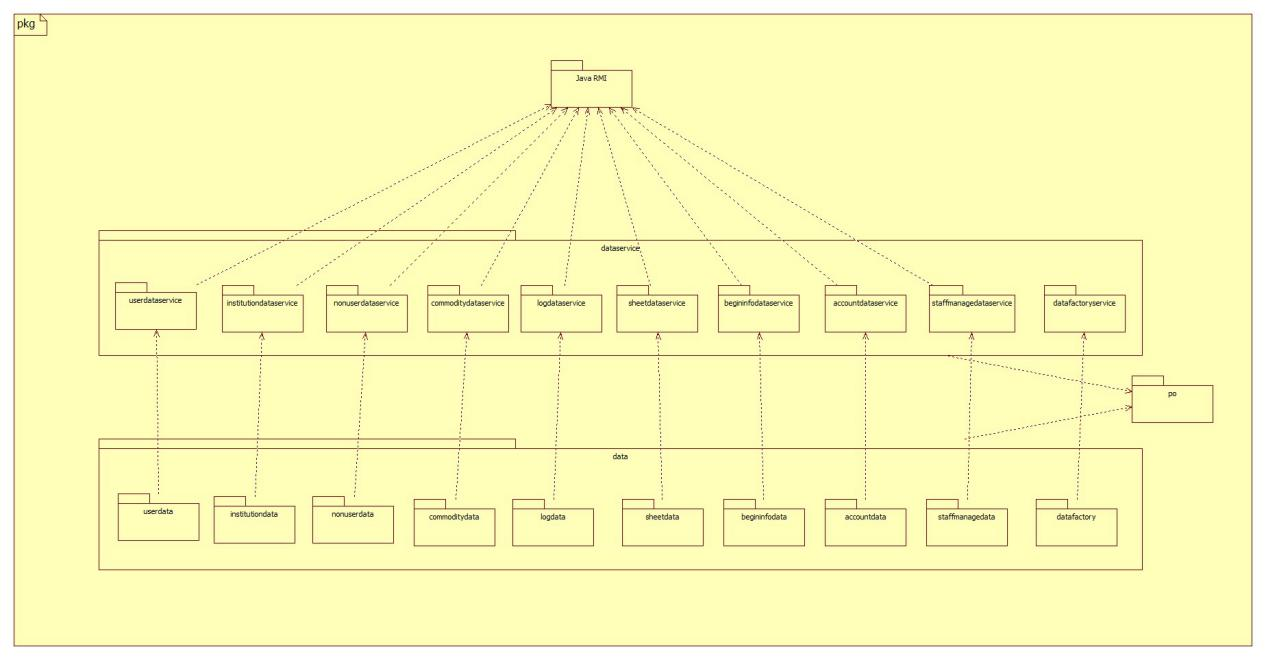 pkg
Java RMI
dataservice
userdataservice
institutiondataservice
nonuserdataservice
commoditydataservice
logdataservice
sheetdataservice
begininfodataservice
accountdataservice
staffmanagedataservice
datafactoryservice
po
data
userdata
institutiondata
nonuserdata
commoditydata
logdata
sheetdata
begininfodata
accountdata
staffmanagedata
datafactory